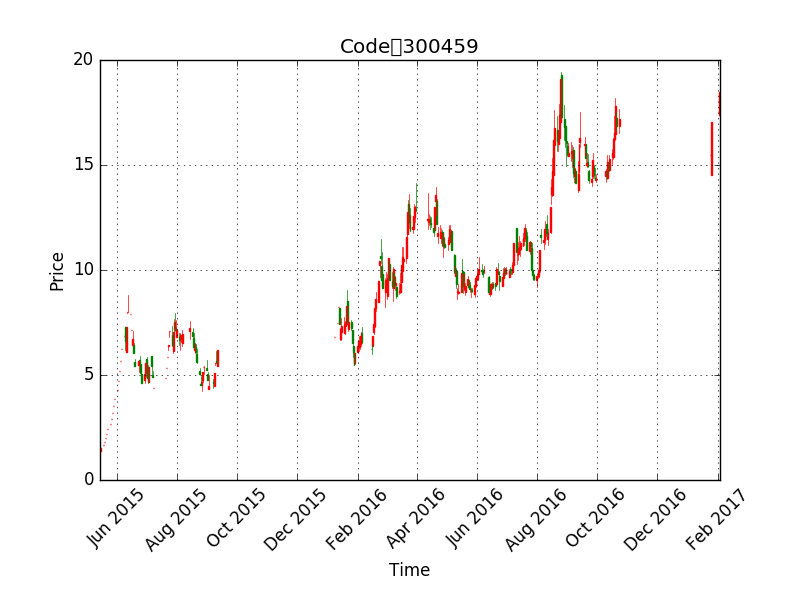 Code▯300459
20
15
10
5
0
Price
Jun 2015
Aug 2015
Oct 2015
Dec 2015
Feb 2016
Apr 2016
Jun 2016
Aug 2016
Oct 2016
Dec 2016
Feb 2017
Time